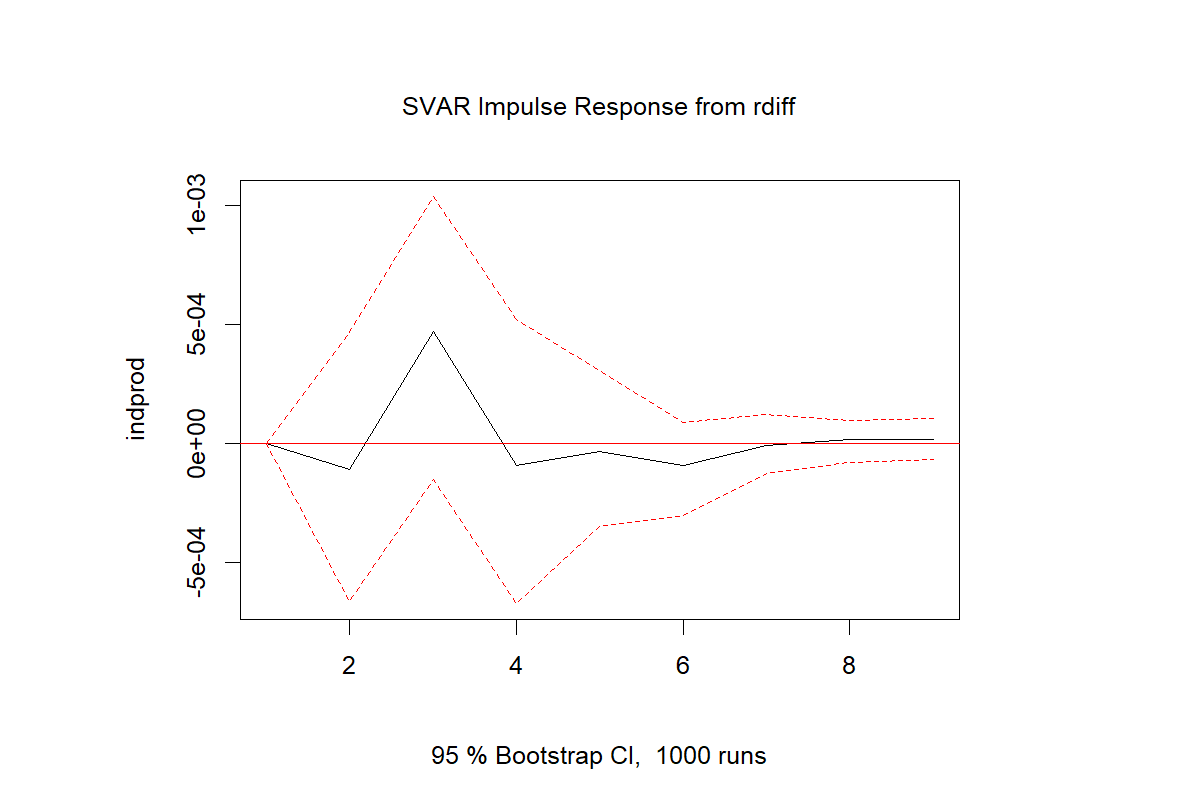 SVAR Impulse Response from rdiff
indprod
1e-03
5e-04
0e+00
-5e-04
2 4 6 8
95 % Bootstrap CI,  1000 runs